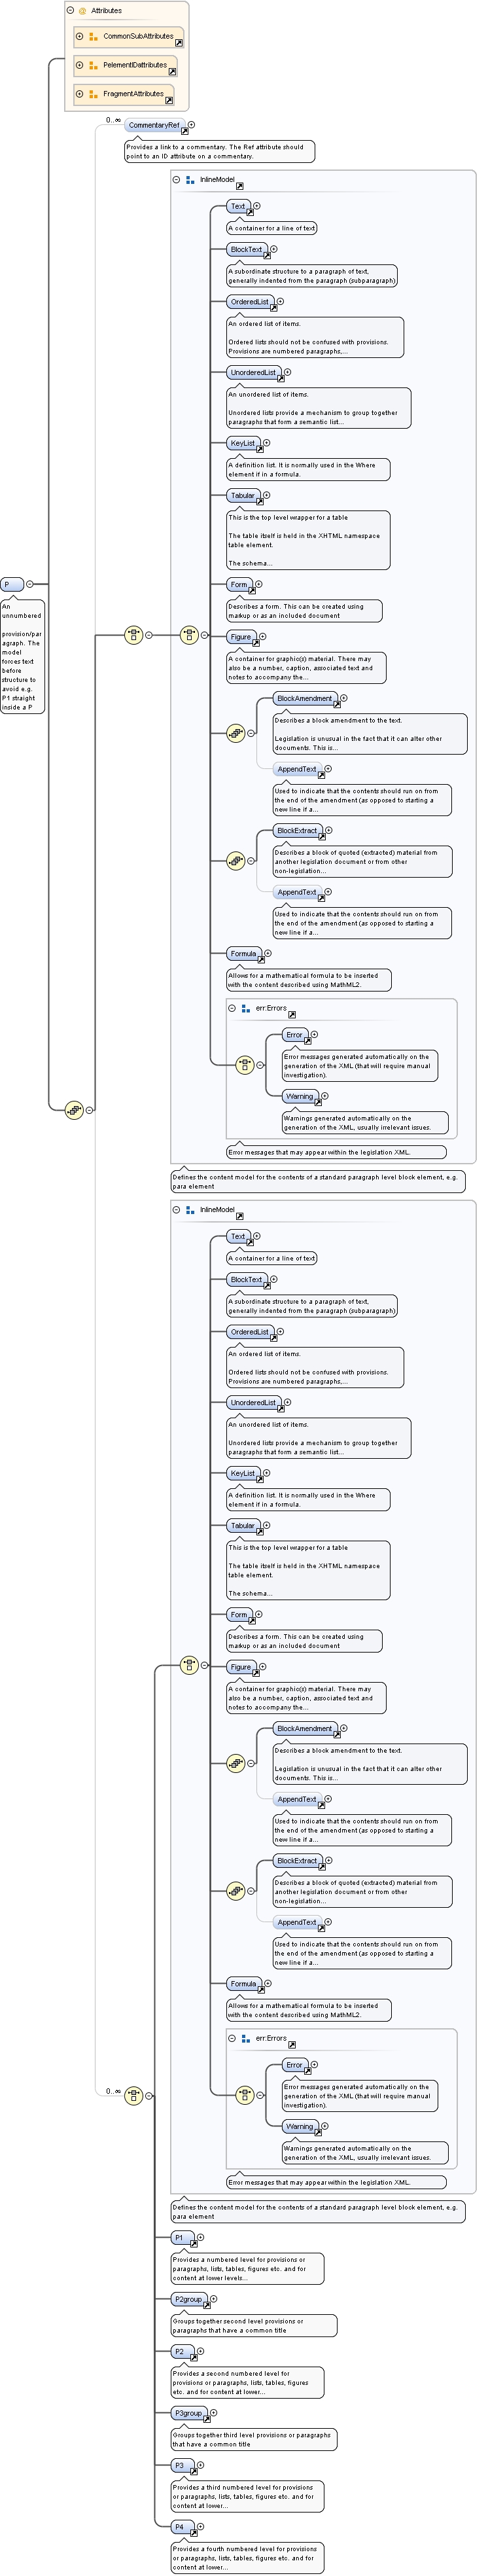 Attributes
CommonSubAttributes
PelementIDattributes
FragmentAttributes
0..∞
CommentaryRef
Provides a link to a commentary. The Ref attribute should
point to an ID attribute on a commentary.
InlineModel
Text
A container for a line of text
BlockText
A subordinate structure to a paragraph of text,
generally indented from the paragraph (subparagraph)
OrderedList
An ordered list of items.
Ordered lists should not be confused with provisions.
Provisions are numbered paragraphs,...
UnorderedList
An unordered list of items.
Unordered lists provide a mechanism to group together
paragraphs that form a semantic list...
KeyList
A definition list. It is normally used in the Where
element if in a formula.
Tabular
This is the top level wrapper for a table
The table itself is held in the XHTML namespace
table element.
The schema...
P
An
unnumbered
provision/par
agraph. The
model
forces text
before
structure to
avoid e.g.
P1 straight
inside a P
Form
Describes a form. This can be created using
markup or as an included document
Figure
A container for graphic(s) material. There may
also be a number, caption, associated text and
notes to accompany the...
BlockAmendment
Describes a block amendment to the text.
Legislation is unusual in the fact that it can alter other
documents. This is...
AppendText
Used to indicate that the contents should run on from
the end of the amendment (as opposed to starting a
new line if a...
BlockExtract
Describes a block of quoted (extracted) material from
another legislation document or from other
non-legislation...
AppendText
Used to indicate that the contents should run on from
the end of the amendment (as opposed to starting a
new line if a...
Formula
Allows for a mathematical formula to be inserted
with the content described using MathML2.
err:Errors
Error
Error messages generated automatically on the
generation of the XML (that will require manual
investigation).
Warning
Warnings generated automatically on the
generation of the XML, usually irrelevant issues.
Error messages that may appear within the legislation XML.
Defines the content model for the contents of a standard paragraph level block element, e.g.
para element
InlineModel
Text
A container for a line of text
BlockText
A subordinate structure to a paragraph of text,
generally indented from the paragraph (subparagraph)
OrderedList
An ordered list of items.
Ordered lists should not be confused with provisions.
Provisions are numbered paragraphs,...
UnorderedList
An unordered list of items.
Unordered lists provide a mechanism to group together
paragraphs that form a semantic list...
KeyList
A definition list. It is normally used in the Where
element if in a formula.
Tabular
This is the top level wrapper for a table
The table itself is held in the XHTML namespace
table element.
The schema...
Form
Describes a form. This can be created using
markup or as an included document
Figure
A container for graphic(s) material. There may
also be a number, caption, associated text and
notes to accompany the...
BlockAmendment
Describes a block amendment to the text.
Legislation is unusual in the fact that it can alter other
documents. This is...
AppendText
Used to indicate that the contents should run on from
the end of the amendment (as opposed to starting a
new line if a...
BlockExtract
Describes a block of quoted (extracted) material from
another legislation document or from other
non-legislation...
AppendText
Used to indicate that the contents should run on from
the end of the amendment (as opposed to starting a
new line if a...
Formula
Allows for a mathematical formula to be inserted
with the content described using MathML2.
err:Errors
Error
Error messages generated automatically on the
generation of the XML (that will require manual
investigation).
0..∞
Warning
Warnings generated automatically on the
generation of the XML, usually irrelevant issues.
Error messages that may appear within the legislation XML.
Defines the content model for the contents of a standard paragraph level block element, e.g.
para element
P1
Provides a numbered level for provisions or
paragraphs, lists, tables, figures etc. and for
content at lower levels...
P2group
Groups together second level provisions or
paragraphs that have a common title
P2
Provides a second numbered level for
provisions or paragraphs, lists, tables, figures
etc. and for content at lower...
P3group
Groups together third level provisions or paragraphs
that have a common title
P3
Provides a third numbered level for provisions
or paragraphs, lists, tables, figures etc. and for
content at lower...
P4
Provides a fourth numbered level for provisions
or paragraphs, lists, tables, figures etc. and for
content at lower...